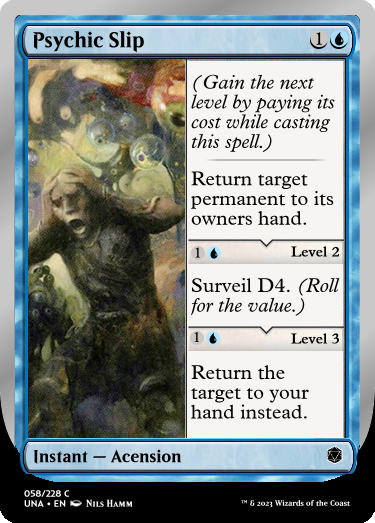 Psychic Slip 1
(Gain the next
level by paying its
cost while casting
this spell.)
Return target
permanent to its
owners hand.
1 Level 2
Surveil D4. (Roll
for the value.)
1 Level 3
Return the
target to your
hand instead.
Instant — Acension
058/228 C
UNA • EN Nils Hamm
™ & 2023 Wizards of the Coast